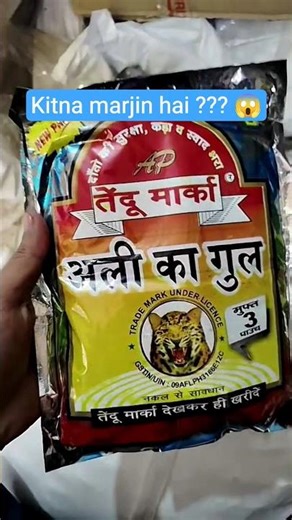 Kitna marjin hai ??? 😱
NEW PACK
दांतों की सुरक्षा, कड़ा व स्वाद भरा
AP
तेंदू मार्का
अली का गुल
TRADE MARK UNDER LICENCE
मुफ्त
3
पाउच
नकल से सावधान
तेंदू मार्का देखकर ही खरीदे